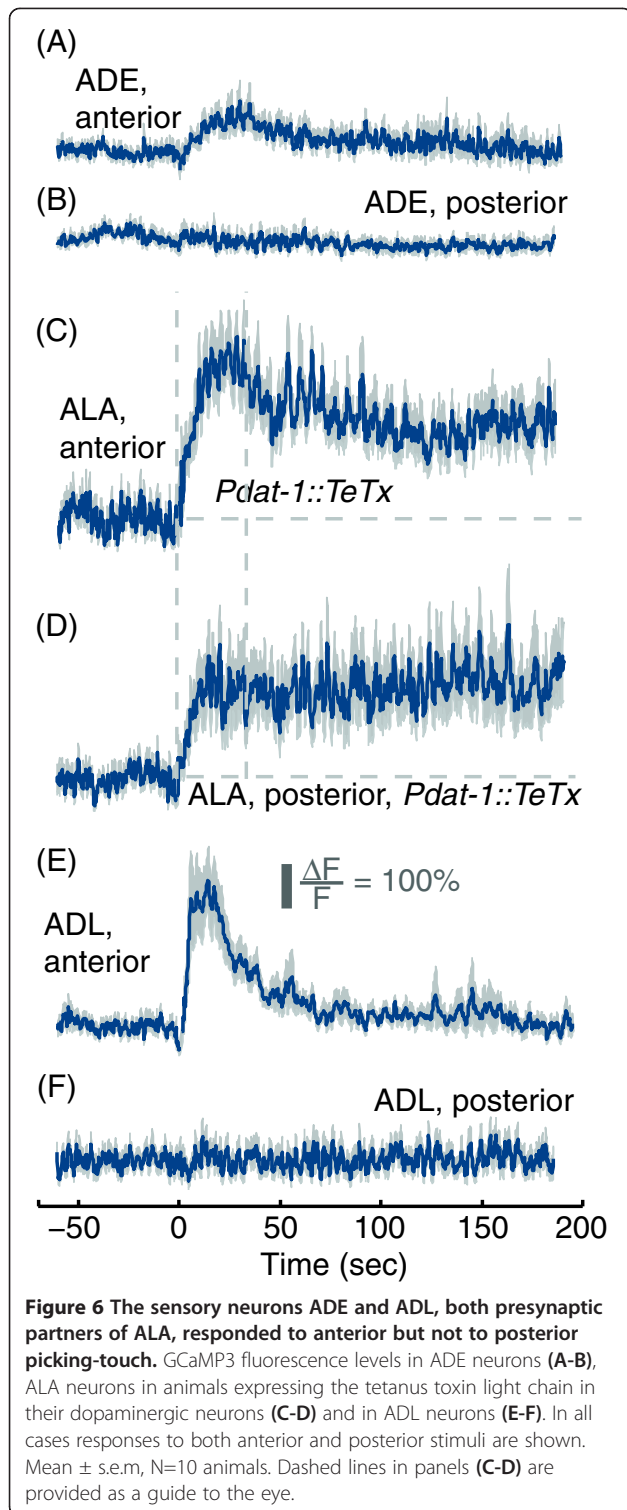 (A)
ADE,
anterior
(B)
ADE, posterior
(C)
ALA,
anterior
Pdat-1::TeTx
(D)
ALA, posterior, Pdat-1::TeTx
(E)
ΔF/F = 100%
ADL,
anterior
(F)
ADL, posterior
−50 0 50 100 150 200
Time (sec)
Figure 6 The sensory neurons ADE and ADL, both presynaptic
partners of ALA, responded to anterior but not to posterior
picking-touch. GCaMP3 fluorescence levels in ADE neurons (A-B),
ALA neurons in animals expressing the tetanus toxin light chain in
their dopaminergic neurons (C-D) and in ADL neurons (E-F). In all
cases responses to both anterior and posterior stimuli are shown.
Mean ± s.e.m, N=10 animals. Dashed lines in panels (C-D) are
provided as a guide to the eye.